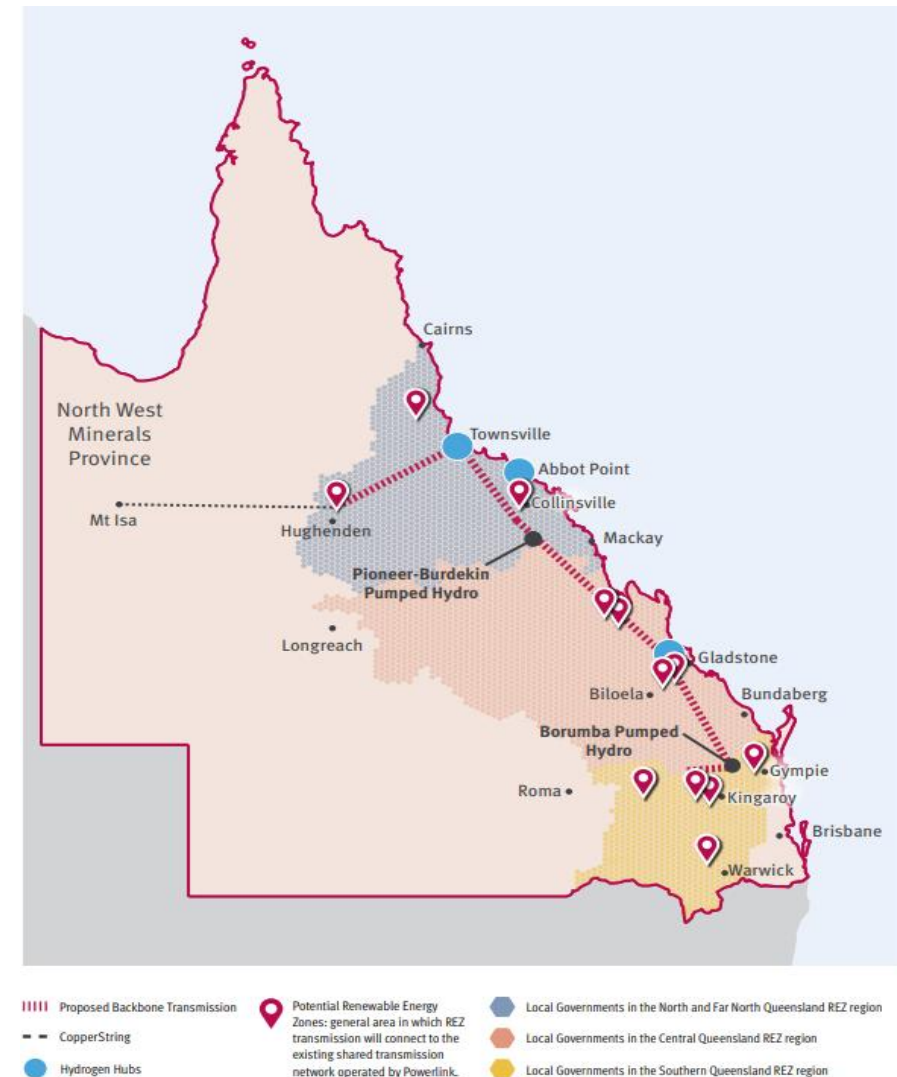 Cairns
North West
Minerals
Province
Townsville
Abbot Point
Collinsville
Mt Isa
Hughenden
Mackay
Pioneer-Burdekin
Pumped Hydro
Longreach
Gladstone
Biloela
Bundaberg
Borumba Pumped
Hydro
Gympie
Roma
Kingaroy
Brisbane
Warwick
Proposed Backbone Transmission
CopperString
Hydrogen Hubs
Potential Renewable Energy
Zones: general area in which REZ
transmission will connect to the
existing shared transmission
network operated by Powerlink.
Local Governments in the North and Far North Queensland REZ region
Local Governments in the Central Queensland REZ region
Local Governments in the Southern Queensland REZ region